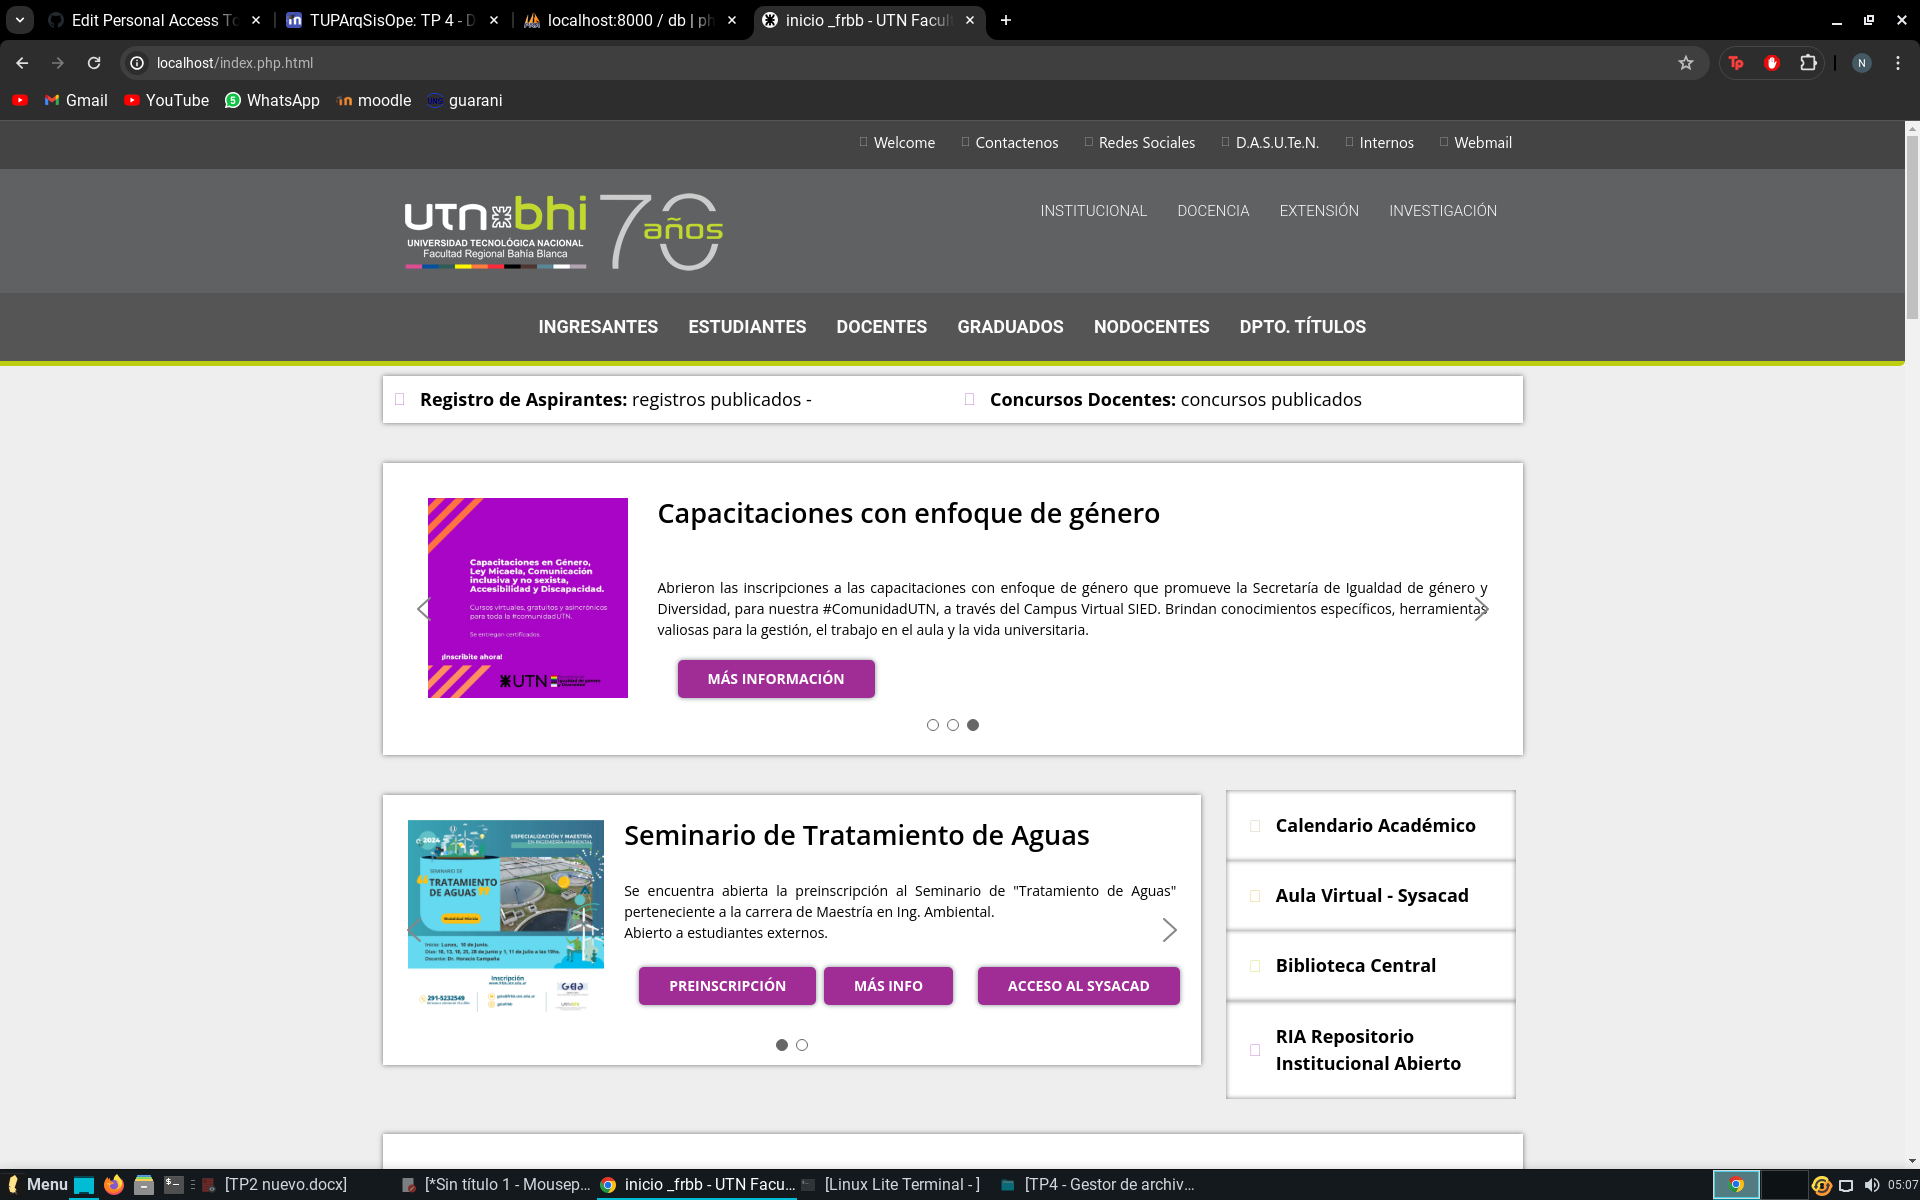 Edit Personal Access To
TUPArqSisOpe: TP 4 - D
localhost:8000 / db | ph
inicio _frbb - UTN Facul
localhost/index.php.html
N
Gmail
YouTube
WhatsApp
moodle
guarani
Welcome
Contactenos
Redes Sociales
D.A.S.U.Te.N.
Internos
Webmail
utn bhi 70 años
UNIVERSIDAD TECNOLÓGICA NACIONAL
Facultad Regional Bahía Blanca
INSTITUCIONAL
DOCENCIA
EXTENSIÓN
INVESTIGACIÓN
INGRESANTES
ESTUDIANTES
DOCENTES
GRADUADOS
NODOCENTES
DPTO. TÍTULOS
Registro de Aspirantes: registros publicados -
Concursos Docentes: concursos publicados
Capacitaciones en Género,
Ley Micaela, Comunicación
inclusiva y no sexista,
Accesibilidad y Discapacidad.
Cursos virtuales, gratuitos y asincrónicos
para toda la #comunidadUTN.
Se entregan certificados.
¡Inscribite ahora!
UTN
Capacitaciones con enfoque de género
Abrieron las inscripciones a las capacitaciones con enfoque de género que promueve la Secretaría de Igualdad de género y
Diversidad, para nuestra #ComunidadUTN, a través del Campus Virtual SIED. Brindan conocimientos específicos, herramientas
valiosas para la gestión, el trabajo en el aula y la vida universitaria.
MÁS INFORMACIÓN
2024
ESPECIALIZACIÓN Y MAESTRÍA
EN INGENIERÍA AMBIENTAL
SEMINARIO DE
"TRATAMIENTO
DE AGUAS"
Inicio: Lunes, 10 de junio.
Docente: Dr. Horacio Campaña
Inscripción
291-5232549
Seminario de Tratamiento de Aguas
Se encuentra abierta la preinscripción al Seminario de "Tratamiento de Aguas"
perteneciente a la carrera de Maestría en Ing. Ambiental.
Abierto a estudiantes externos.
PREINSCRIPCIÓN
MÁS INFO
ACCESO AL SYSACAD
Calendario Académico
Aula Virtual - Sysacad
Biblioteca Central
RIA Repositorio
Institucional Abierto
Menu
[TP2 nuevo.docx]
[*Sin título 1 - Mousep...
inicio _frbb - UTN Facu...
[Linux Lite Terminal - ]
[TP4 - Gestor de archiv...
05:07